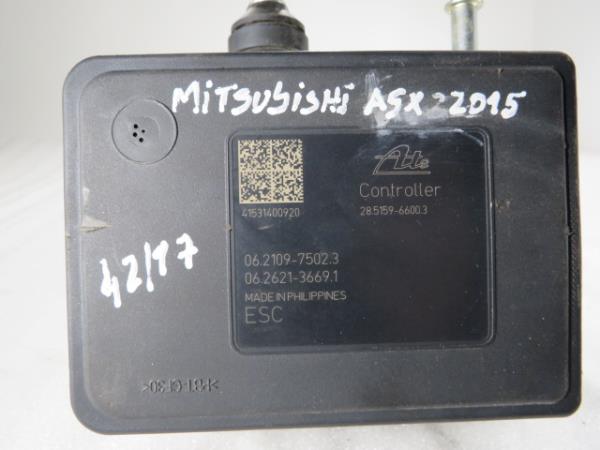 MiTSUBiSHi ASX 2015
Ate
Controller
41531400920
28.5159-6600.3
42/17
06.2109-7502.3
06.2621-3669.1
MADE IN PHILIPPINES
ESC